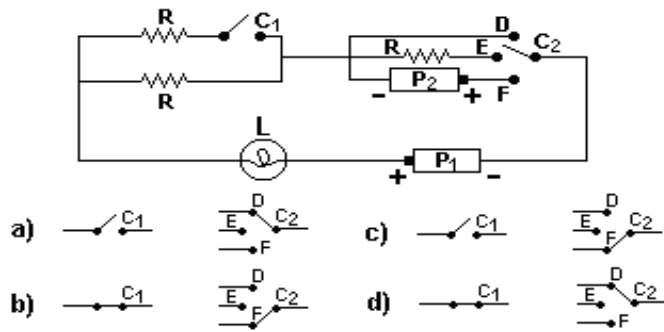 R C1 D
R E C2
R - P2 + F
L
+ P1 -
a) C1 D E C2 F
c) C1 D E C2 F
b) C1 D E C2 F
d) C1 D E C2 F